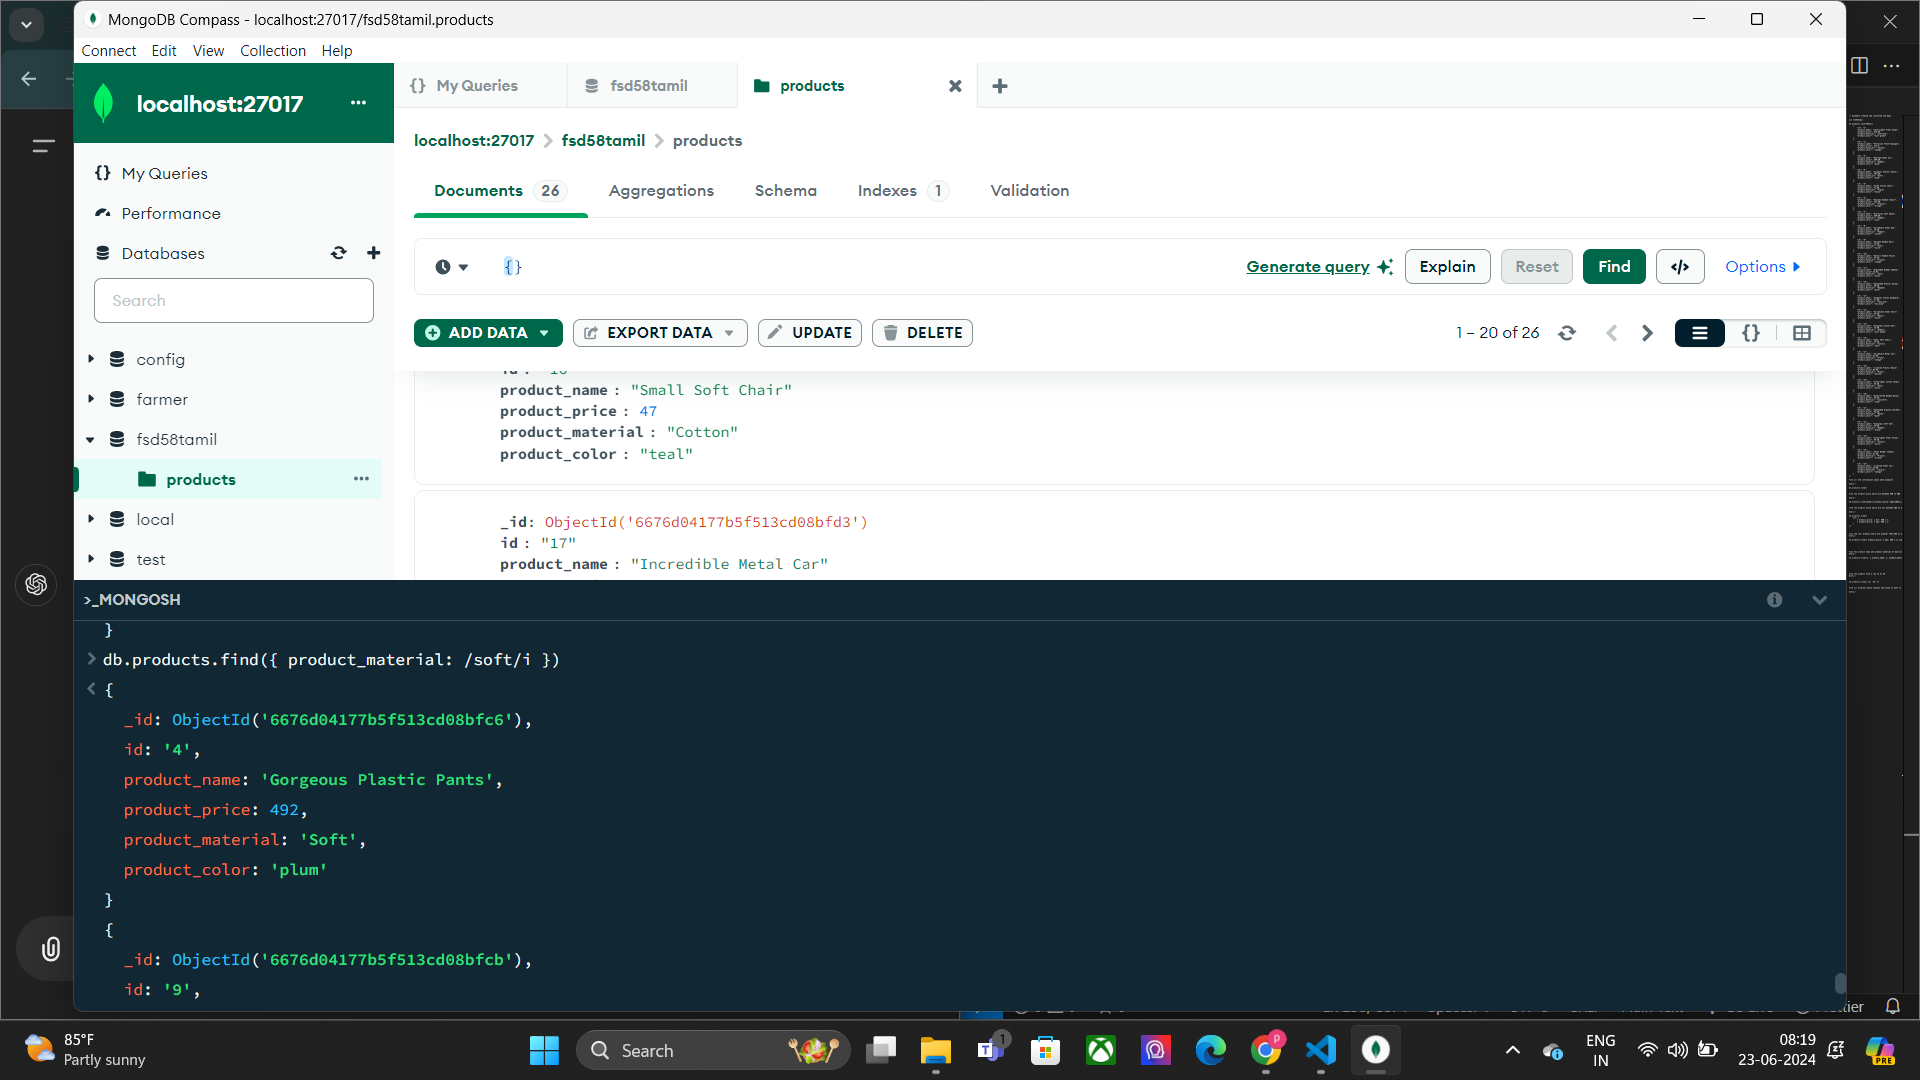 MongoDB Compass - localhost:27017/fsd58tamil.products
Connect Edit View Collection Help
localhost:27017
My Queries
fsd58tamil
products
localhost:27017 > fsd58tamil > products
My Queries
Performance
Databases
Search
config
farmer
fsd58tamil
products
local
test
Documents 26 Aggregations Schema Indexes 1 Validation
{}
Generate query Explain Reset Find </> Options
ADD DATA EXPORT DATA UPDATE DELETE 1 – 20 of 26
product_name : "Small Soft Chair"
product_price : 47
product_material : "Cotton"
product_color : "teal"
_id: ObjectId('6676d04177b5f513cd08bfd3')
id : "17"
product_name : "Incredible Metal Car"
>_MONGOSH
}
> db.products.find({ product_material: /soft/i })
< {
_id: ObjectId('6676d04177b5f513cd08bfc6'),
id: '4',
product_name: 'Gorgeous Plastic Pants',
product_price: 492,
product_material: 'Soft',
product_color: 'plum'
}
{
_id: ObjectId('6676d04177b5f513cd08bfcb'),
id: '9',
85°F
Partly sunny
Search
1
P
ENG
IN
08:19
23-06-2024
PRE